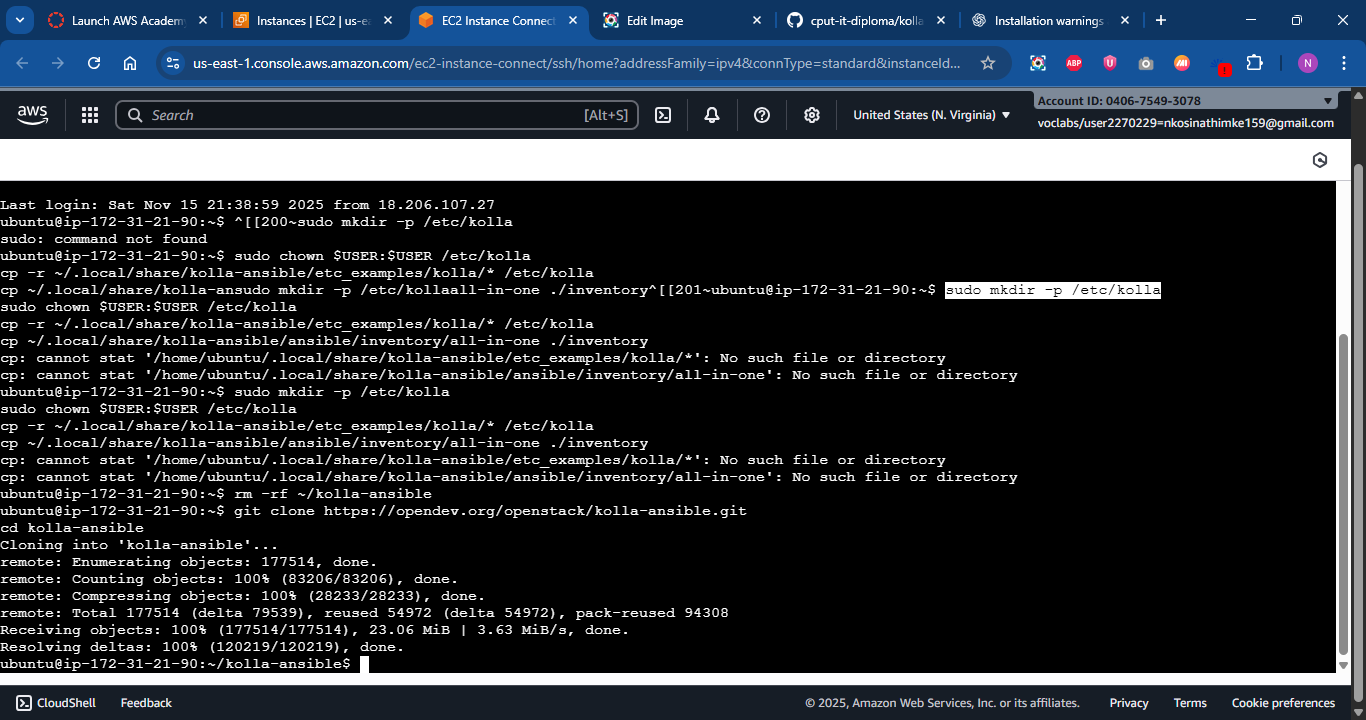 Launch AWS Academy
Instances | EC2 | us-ea
EC2 Instance Connect
Edit Image
cput-it-diploma/kolla
Installation warnings
us-east-1.console.aws.amazon.com/ec2-instance-connect/ssh/home?addressFamily=ipv4&connType=standard&instanceId...
ABP
N
aws
Search
[Alt+S]
United States (N. Virginia)
Account ID: 0406-7549-3078
voclabs/user2270229=nkosinathimke159@gmail.com
Last login: Sat Nov 15 21:38:59 2025 from 18.206.107.27
ubuntu@ip-172-31-21-90:~$ ^[[200~sudo mkdir -p /etc/kolla
sudo: command not found
ubuntu@ip-172-31-21-90:~$ sudo chown $USER:$USER /etc/kolla
cp -r ~/.local/share/kolla-ansible/etc_examples/kolla/* /etc/kolla
cp ~/.local/share/kolla-ansudo mkdir -p /etc/kollaall-in-one ./inventory^[[201~ubuntu@ip-172-31-21-90:~$ sudo mkdir -p /etc/kolla
sudo chown $USER:$USER /etc/kolla
cp -r ~/.local/share/kolla-ansible/etc_examples/kolla/* /etc/kolla
cp ~/.local/share/kolla-ansible/ansible/inventory/all-in-one ./inventory
cp: cannot stat '/home/ubuntu/.local/share/kolla-ansible/etc_examples/kolla/*': No such file or directory
cp: cannot stat '/home/ubuntu/.local/share/kolla-ansible/ansible/inventory/all-in-one': No such file or directory
ubuntu@ip-172-31-21-90:~$ sudo mkdir -p /etc/kolla
sudo chown $USER:$USER /etc/kolla
cp -r ~/.local/share/kolla-ansible/etc_examples/kolla/* /etc/kolla
cp ~/.local/share/kolla-ansible/ansible/inventory/all-in-one ./inventory
cp: cannot stat '/home/ubuntu/.local/share/kolla-ansible/etc_examples/kolla/*': No such file or directory
cp: cannot stat '/home/ubuntu/.local/share/kolla-ansible/ansible/inventory/all-in-one': No such file or directory
ubuntu@ip-172-31-21-90:~$ rm -rf ~/kolla-ansible
ubuntu@ip-172-31-21-90:~$ git clone https://opendev.org/openstack/kolla-ansible.git
cd kolla-ansible
Cloning into 'kolla-ansible'...
remote: Enumerating objects: 177514, done.
remote: Counting objects: 100% (83206/83206), done.
remote: Compressing objects: 100% (28233/28233), done.
remote: Total 177514 (delta 79539), reused 54972 (delta 54972), pack-reused 94308
Receiving objects: 100% (177514/177514), 23.06 MiB | 3.63 MiB/s, done.
Resolving deltas: 100% (120219/120219), done.
ubuntu@ip-172-31-21-90:~/kolla-ansible$
CloudShell
Feedback
© 2025, Amazon Web Services, Inc. or its affiliates.
Privacy
Terms
Cookie preferences